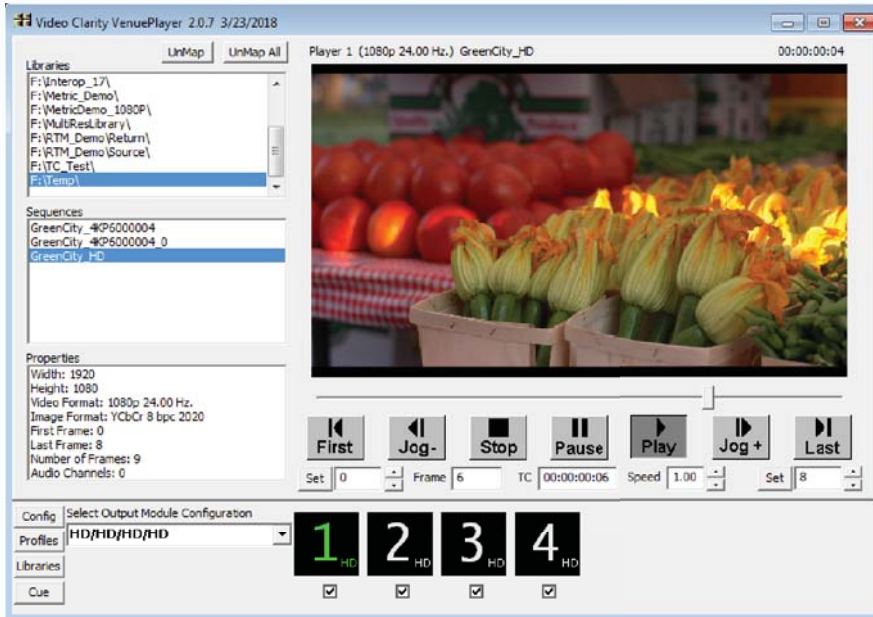 Video Clarity VenuePlayer 2.0.7 3/23/2018
UnMap UnMap All
Libraries
F:\Interop_17\
F:\Metric_Demo\
F:\MetricDemo_1080P\
F:\MultiResLibrary\
F:\RTM_Demo\Return\
F:\RTM_Demo\Source\
F:\TC_Test\
F:\Temp\
Sequences
GreenCity_4KP6000004
GreenCity_4KP6000004_0
GreenCity_HD
Properties
Width: 1920
Height: 1080
Video Format: 1080p 24.00 Hz.
Image Format: YCbCr 8 bpc 2020
First Frame: 0
Last Frame: 8
Number of Frames: 9
Audio Channels: 0
Player 1 (1080p 24.00 Hz.) GreenCity_HD 00:00:00:04
First Jog- Stop Pause Play Jog + Last
Set 0 Frame 6 TC 00:00:00:06 Speed 1.00 Set 8
Config Select Output Module Configuration
Profiles HD/HD/HD/HD
Libraries
Cue
1 HD 2 HD 3 HD 4 HD